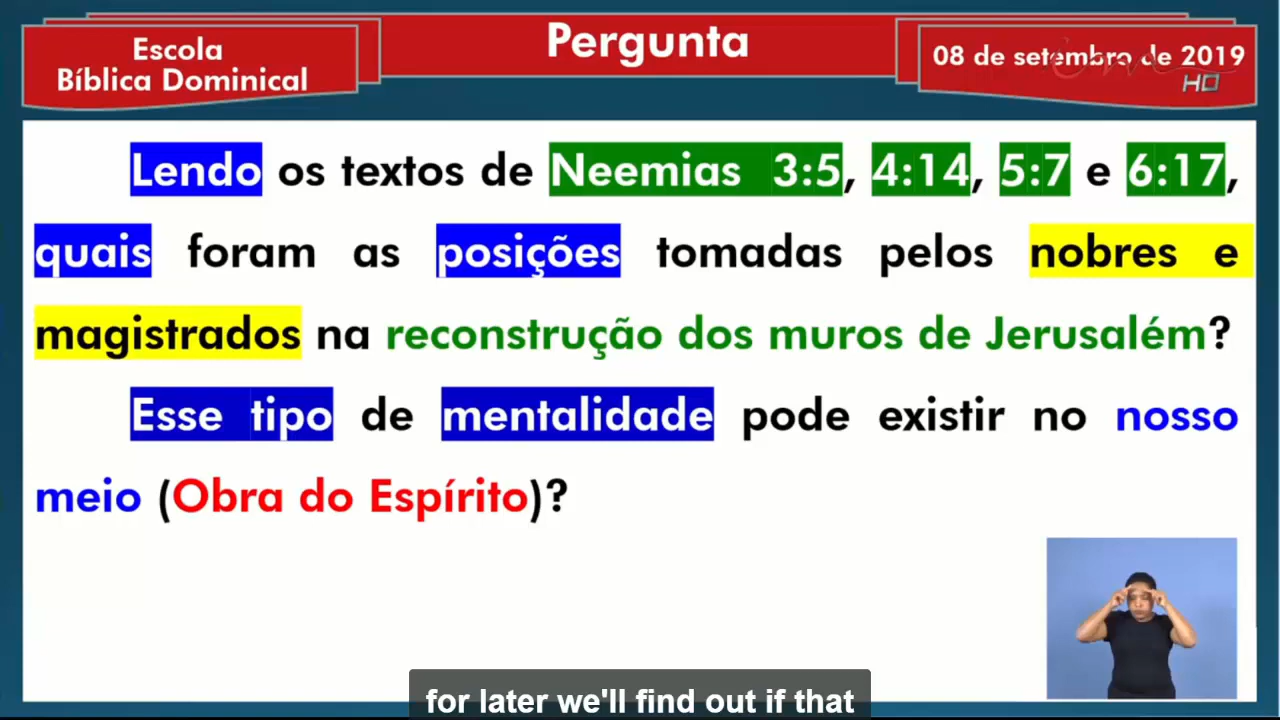 Escola
Bíblica Dominical
Pergunta
08 de setembro de 2019
HD
Lendo os textos de Neemias 3:5, 4:14, 5:7 e 6:17,
quais foram as posições tomadas pelos nobres e
magistrados na reconstrução dos muros de Jerusalém?
Esse tipo de mentalidade pode existir no nosso
meio (Obra do Espírito)?
for later we'll find out if that